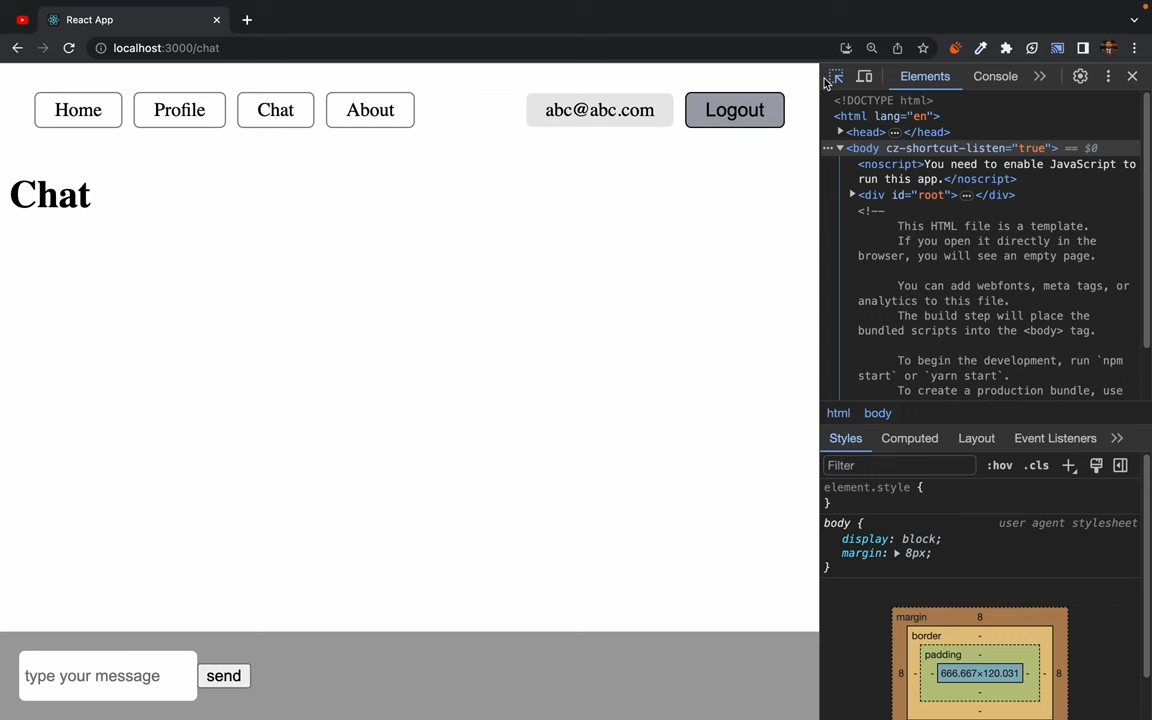 React App
localhost:3000/chat
Home
Profile
Chat
About
abc@abc.com
Logout
Chat
type your message
send
Elements
Console
<!DOCTYPE html>
<html lang="en">
<head> … </head>
<body cz-shortcut-listen="true"> == $0
<noscript>You need to enable JavaScript to
run this app.</noscript>
<div id="root"> … </div>
<!--
This HTML file is a template.
If you open it directly in the
browser, you will see an empty page.
You can add webfonts, meta tags, or
analytics to this file.
The build step will place the
bundled scripts into the <body> tag.
To begin the development, run `npm
start` or `yarn start`.
To create a production bundle, use
html
body
Styles
Computed
Layout
Event Listeners
Filter
:hov
.cls
element.style {
}
body {
user agent stylesheet
display: block;
margin: 8px;
}
margin
8
border
-
padding
-
8
-
-
666.667×120.031
-
-
8
-
-